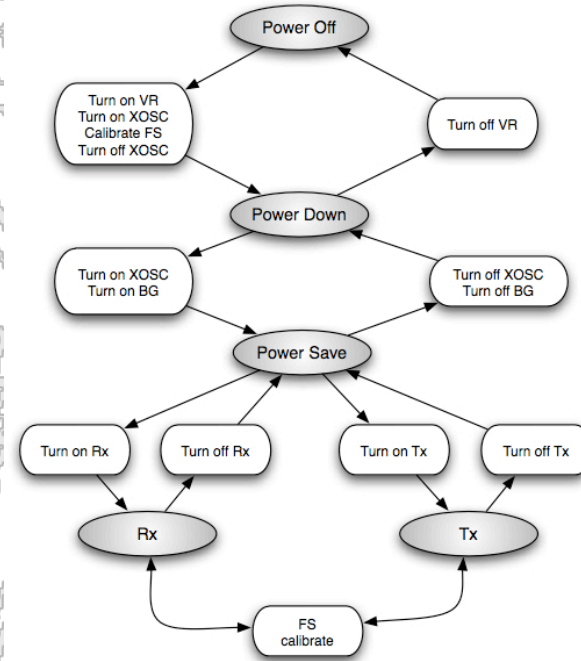 Power Off
Turn on VR
Turn on XOSC
Calibrate FS
Turn off XOSC
Turn off VR
Power Down
Turn on XOSC
Turn on BG
Turn off XOSC
Turn off BG
Power Save
Turn on Rx
Turn off Rx
Turn on Tx
Turn off Tx
Rx
Tx
FS
calibrate